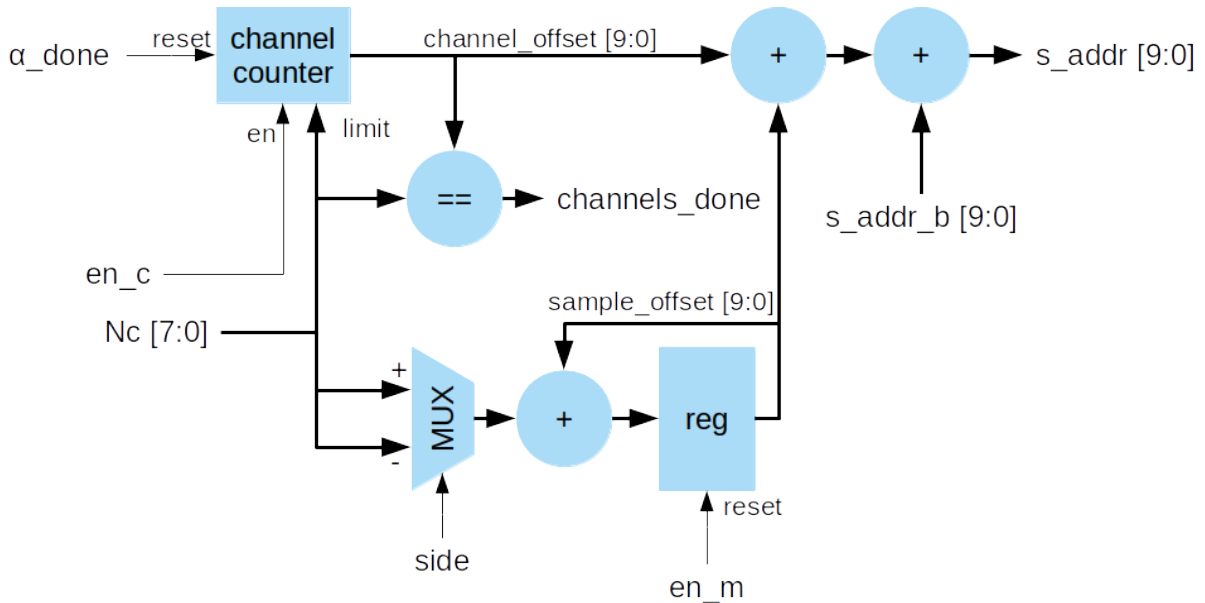 α_done
reset
channel
counter
channel_offset [9:0]
+
+
s_addr [9:0]
en
limit
==
channels_done
s_addr_b [9:0]
en_c
Nc [7:0]
sample_offset [9:0]
+
-
MUX
+
reg
side
reset
en_m